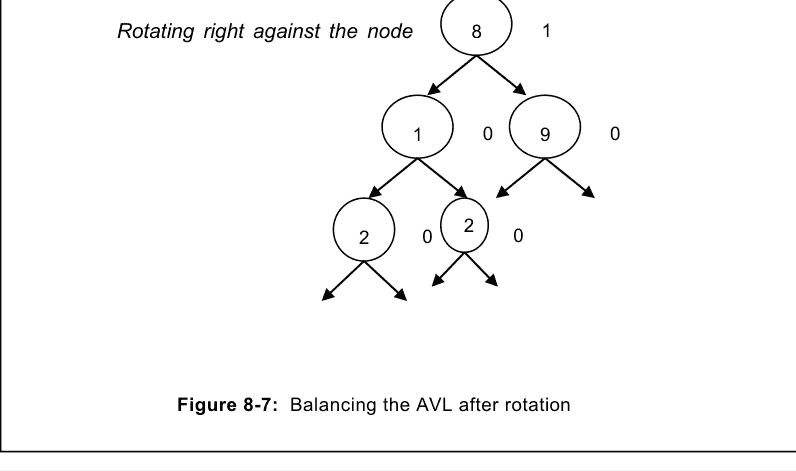 Rotating right against the node 8 1
1 0 9 0
2 0 2 0
Figure 8-7: Balancing the AVL after rotation